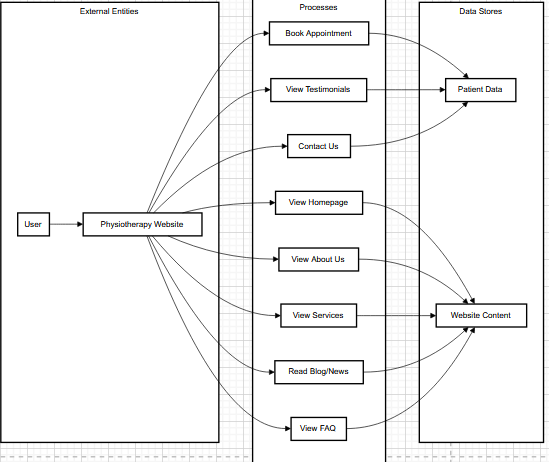 External Entities
Processes
Data Stores
Book Appointment
View Testimonials
Patient Data
Contact Us
View Homepage
User
Physiotherapy Website
View About Us
View Services
Website Content
Read Blog/News
View FAQ